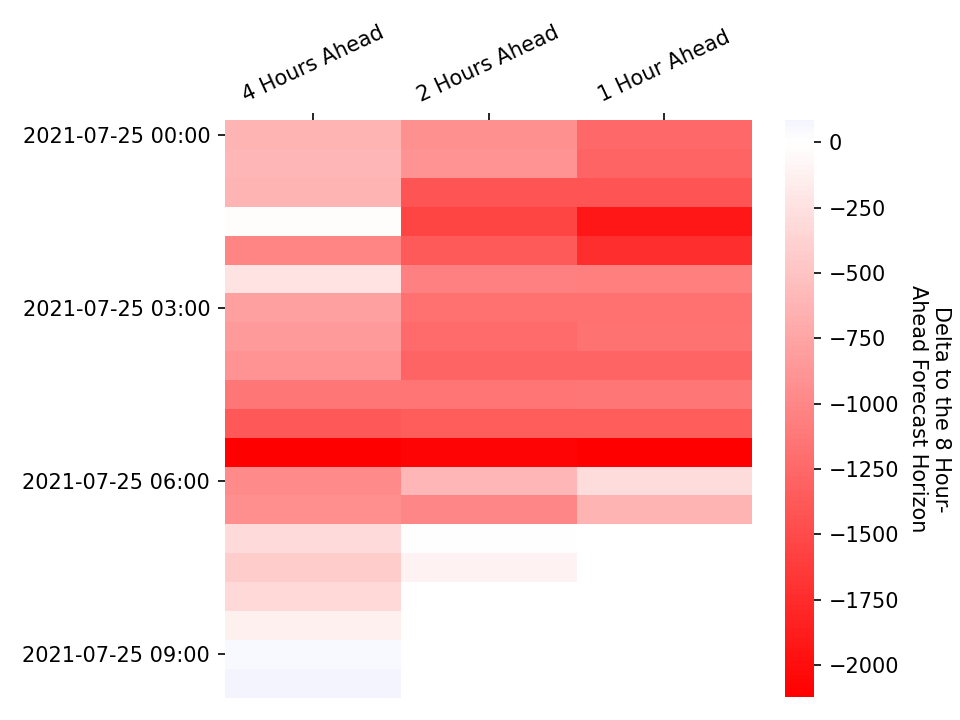 4 Hours Ahead
2 Hours Ahead
1 Hour Ahead
2021-07-25 00:00
2021-07-25 03:00
2021-07-25 06:00
2021-07-25 09:00
0
−250
−500
−750
−1000
−1250
−1500
−1750
−2000
Delta to the 8 Hour-
Ahead Forecast Horizon